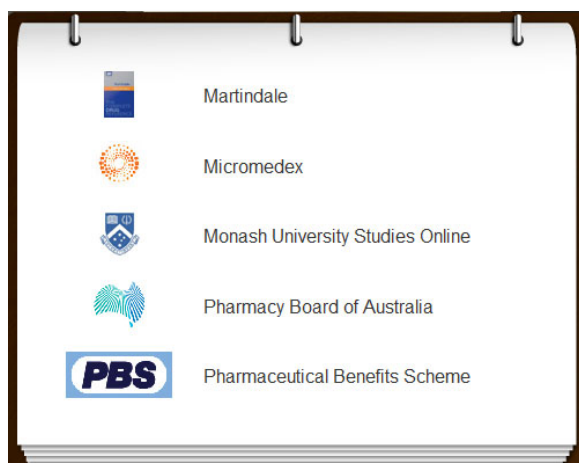 Martindale
Micromedex
Monash University Studies Online
Pharmacy Board of Australia
PBS
Pharmaceutical Benefits Scheme